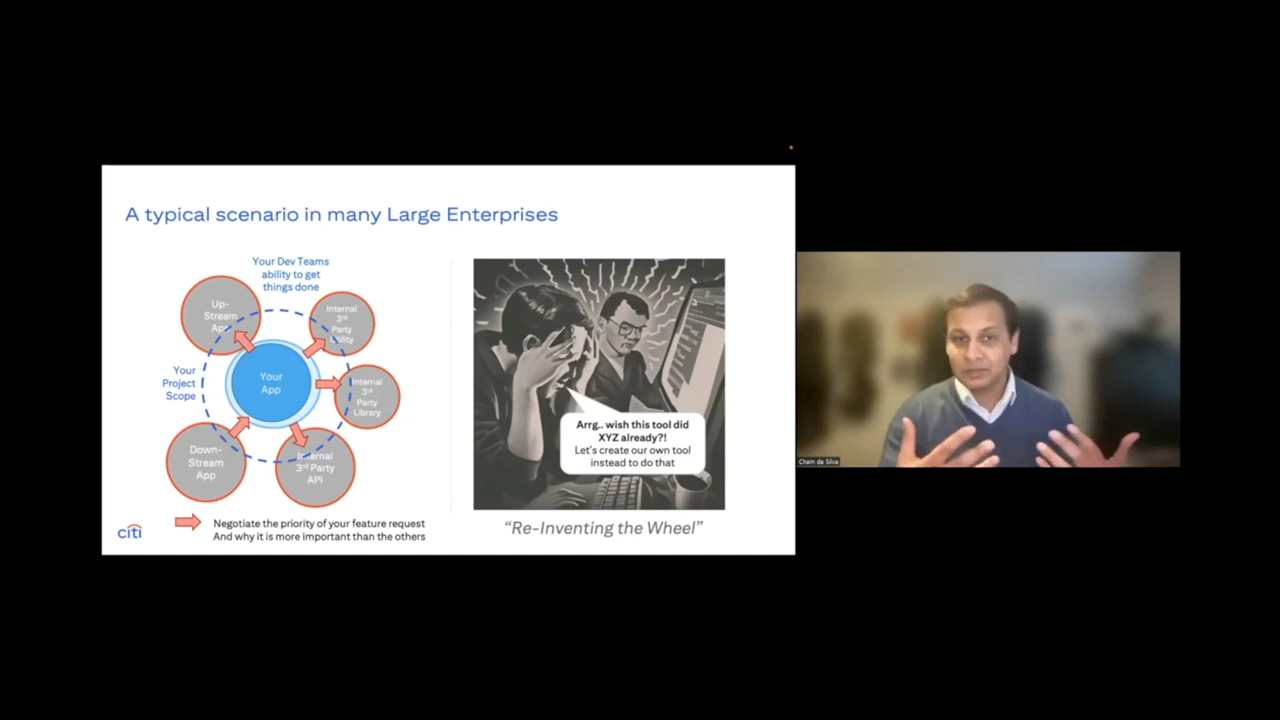 A typical scenario in many Large Enterprises
Your Dev Teams
ability to get
things done
Up-
Stream
App
Internal
3rd
Party
Utility
Your
Project
Scope
Your
App
Internal
3rd
Party
Library
Down-
Stream
App
Internal
3rd Party
API
Negotiate the priority of your feature request
And why it is more important than the others
citi
Arrg.. wish this tool did
XYZ already?!
Let's create our own tool
instead to do that
“Re-Inventing the Wheel”
Cham de Silva